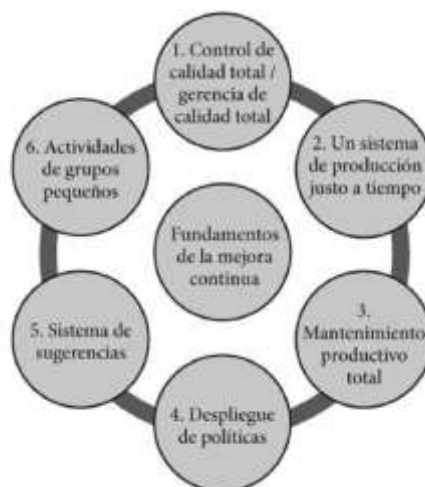 1. Control de
calidad total /
gerencia de
calidad total
2. Un sistema
de producción
justo a tiempo
3.
Mantenimiento
productivo
total
4. Despliegue
de políticas
5. Sistema de
sugerencias
6. Actividades
de grupos
pequeños
Fundamentos
de la mejora
continua